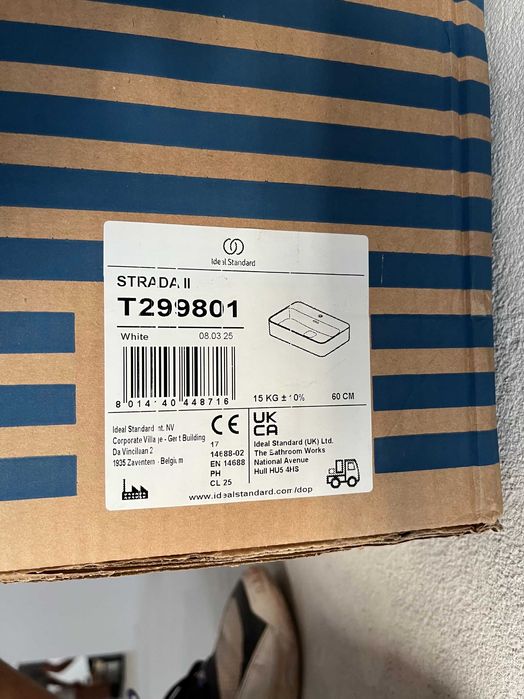 Ideal Standard
STRADA II
T299801
White 08.03.25
8 014140 448716
15 KG ± 10% 60 CM
Ideal Standard Int. NV
Corporate Village - Gent Building
Da Vincilaan 2
1935 Zaventem - Belgium
CE
17
14688-02
EN 14688
PH
CL 25
UK
CA
Ideal Standard (UK) Ltd.
The Bathroom Works
National Avenue
Hull HU5 4HS
www.idealstandard.com/dop